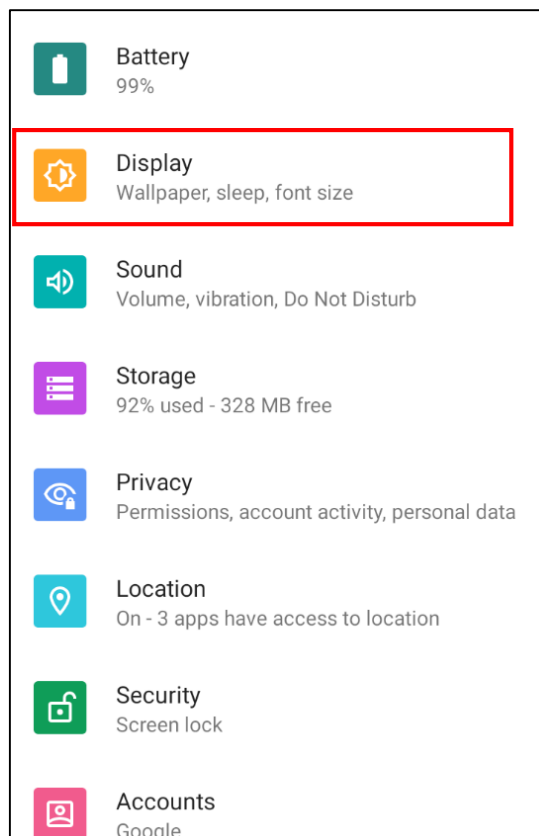 Battery
99%
Display
Wallpaper, sleep, font size
Sound
Volume, vibration, Do Not Disturb
Storage
92% used - 328 MB free
Privacy
Permissions, account activity, personal data
Location
On - 3 apps have access to location
Security
Screen lock
Accounts
Google